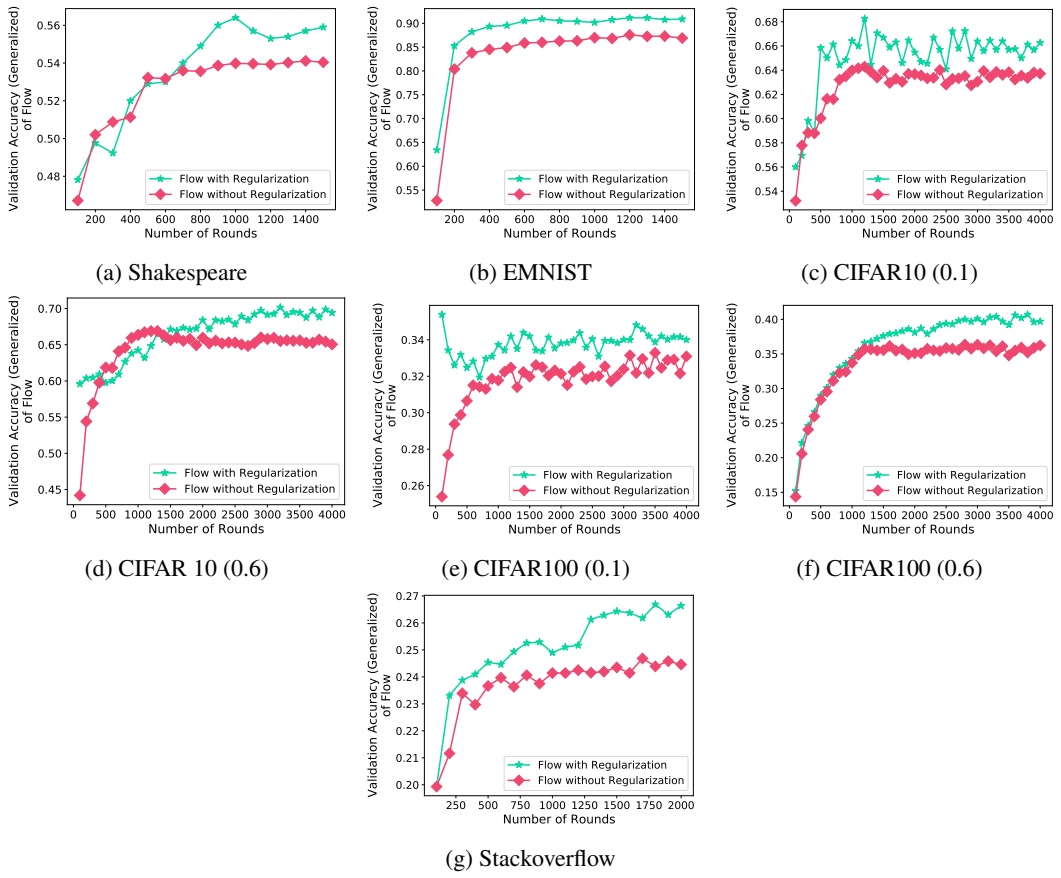 0.56
0.54
0.52
0.50
0.48
Validation Accuracy (Generalized)
of Flow
Flow with Regularization
Flow without Regularization
200 400 600 800 1000 1200 1400
Number of Rounds
(a) Shakespeare
0.90
0.85
0.80
0.75
0.70
0.65
0.60
0.55
Validation Accuracy (Generalized)
of Flow
Flow with Regularization
Flow without Regularization
200 400 600 800 1000 1200 1400
Number of Rounds
(b) EMNIST
0.68
0.66
0.64
0.62
0.60
0.58
0.56
0.54
Validation Accuracy (Generalized)
of Flow
Flow with Regularization
Flow without Regularization
0 500 1000 1500 2000 2500 3000 3500 4000
Number of Rounds
(c) CIFAR10 (0.1)
0.70
0.65
0.60
0.55
0.50
0.45
Validation Accuracy (Generalized)
of Flow
Flow with Regularization
Flow without Regularization
0 500 1000 1500 2000 2500 3000 3500 4000
Number of Rounds
(d) CIFAR 10 (0.6)
0.34
0.32
0.30
0.28
0.26
Validation Accuracy (Generalized)
of Flow
Flow with Regularization
Flow without Regularization
0 500 1000 1500 2000 2500 3000 3500 4000
Number of Rounds
(e) CIFAR100 (0.1)
0.40
0.35
0.30
0.25
0.20
0.15
Validation Accuracy (Generalized)
of Flow
Flow with Regularization
Flow without Regularization
0 500 1000 1500 2000 2500 3000 3500 4000
Number of Rounds
(f) CIFAR100 (0.6)
0.27
0.26
0.25
0.24
0.23
0.22
0.21
0.20
Validation Accuracy (Generalized)
of Flow
Flow with Regularization
Flow without Regularization
250 500 750 1000 1250 1500 1750 2000
Number of Rounds
(g) Stackoverflow